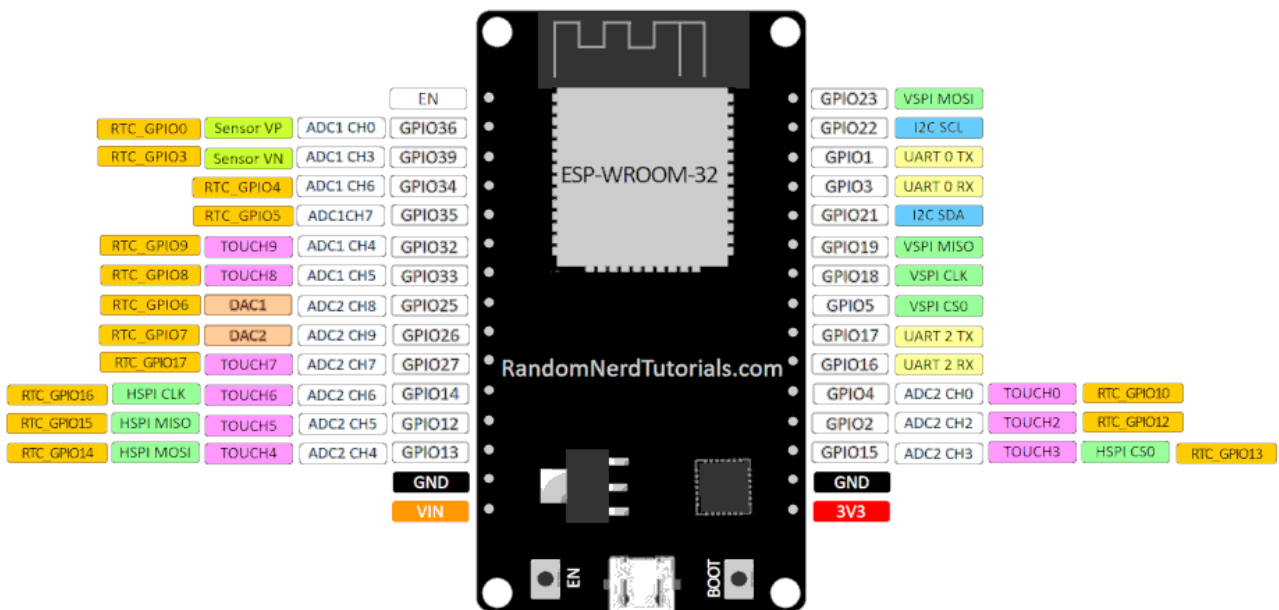 EN GPIO23 VSPI MOSI
RTC_GPIO0 Sensor VP ADC1 CH0 GPIO36 GPIO22 I2C SCL
RTC_GPIO3 Sensor VN ADC1 CH3 GPIO39 GPIO1 UART 0 TX
ESP-WROOM-32
RTC_GPIO4 ADC1 CH6 GPIO34 GPIO3 UART 0 RX
RTC_GPIO5 ADC1CH7 GPIO35 GPIO21 I2C SDA
RTC_GPIO9 TOUCH9 ADC1 CH4 GPIO32 GPIO19 VSPI MISO
RTC_GPIO8 TOUCH8 ADC1 CH5 GPIO33 GPIO18 VSPI CLK
RTC_GPIO6 DAC1 ADC2 CH8 GPIO25 GPIO5 VSPI CS0
RTC_GPIO7 DAC2 ADC2 CH9 GPIO26 GPIO17 UART 2 TX
RTC_GPIO17 TOUCH7 ADC2 CH7 GPIO27 RandomNerdTutorials.com GPIO16 UART 2 RX
RTC_GPIO16 HSPI CLK TOUCH6 ADC2 CH6 GPIO14 GPIO4 ADC2 CH0 TOUCH0 RTC_GPIO10
RTC_GPIO15 HSPI MISO TOUCH5 ADC2 CH5 GPIO12 GPIO2 ADC2 CH2 TOUCH2 RTC_GPIO12
RTC_GPIO14 HSPI MOSI TOUCH4 ADC2 CH4 GPIO13 GPIO15 ADC2 CH3 TOUCH3 HSPI CS0 RTC_GPIO13
GND GND
VIN 3V3
EN BOOT